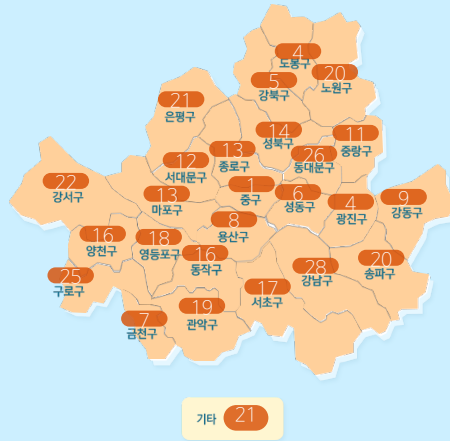 4
도봉구
20
노원구
5
강북구
21
은평구
14
성북구
11
중랑구
13
종로구
26
동대문구
12
서대문구
22
강서구
13
마포구
1
중구
6
성동구
4
광진구
9
강동구
8
용산구
16
양천구
18
영등포구
16
동작구
20
송파구
28
강남구
25
구로구
17
서초구
19
관악구
7
금천구
기타 21